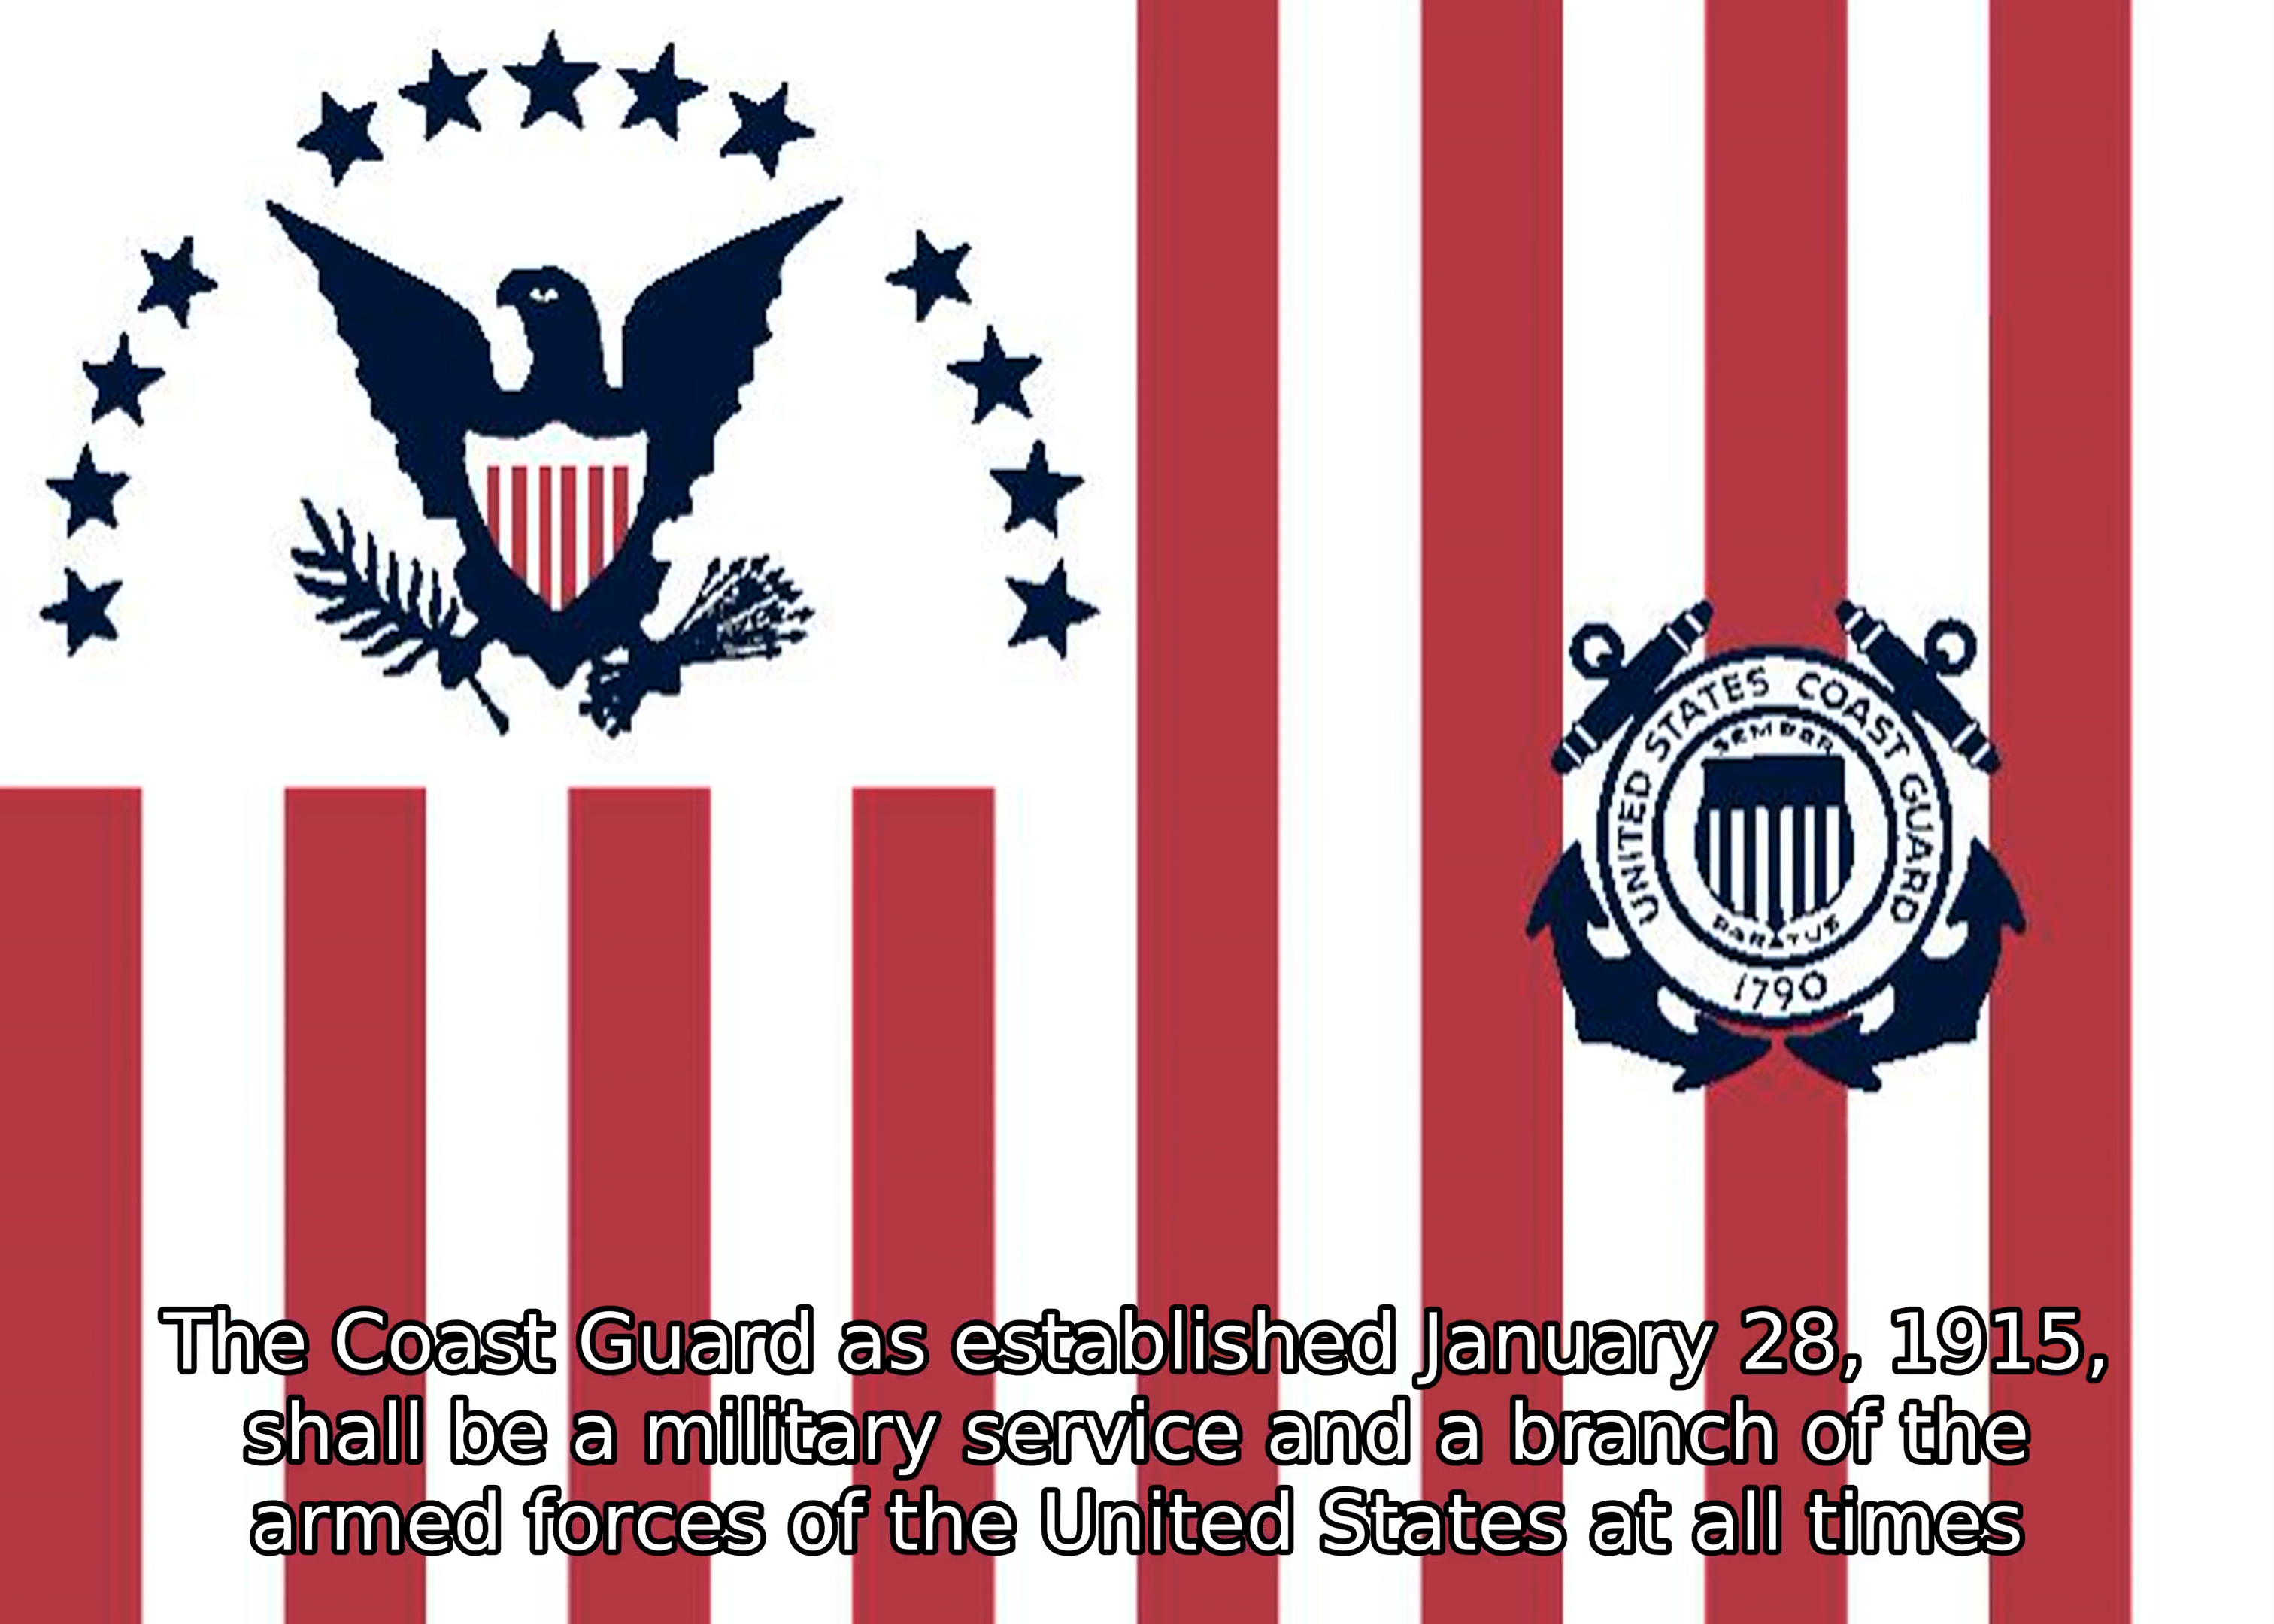 UNITED STATES COAST GUARD
SEMPER
PARATUS
1790
The Coast Guard as established January 28, 1915,
shall be a military service and a branch of the
armed forces of the United States at all times